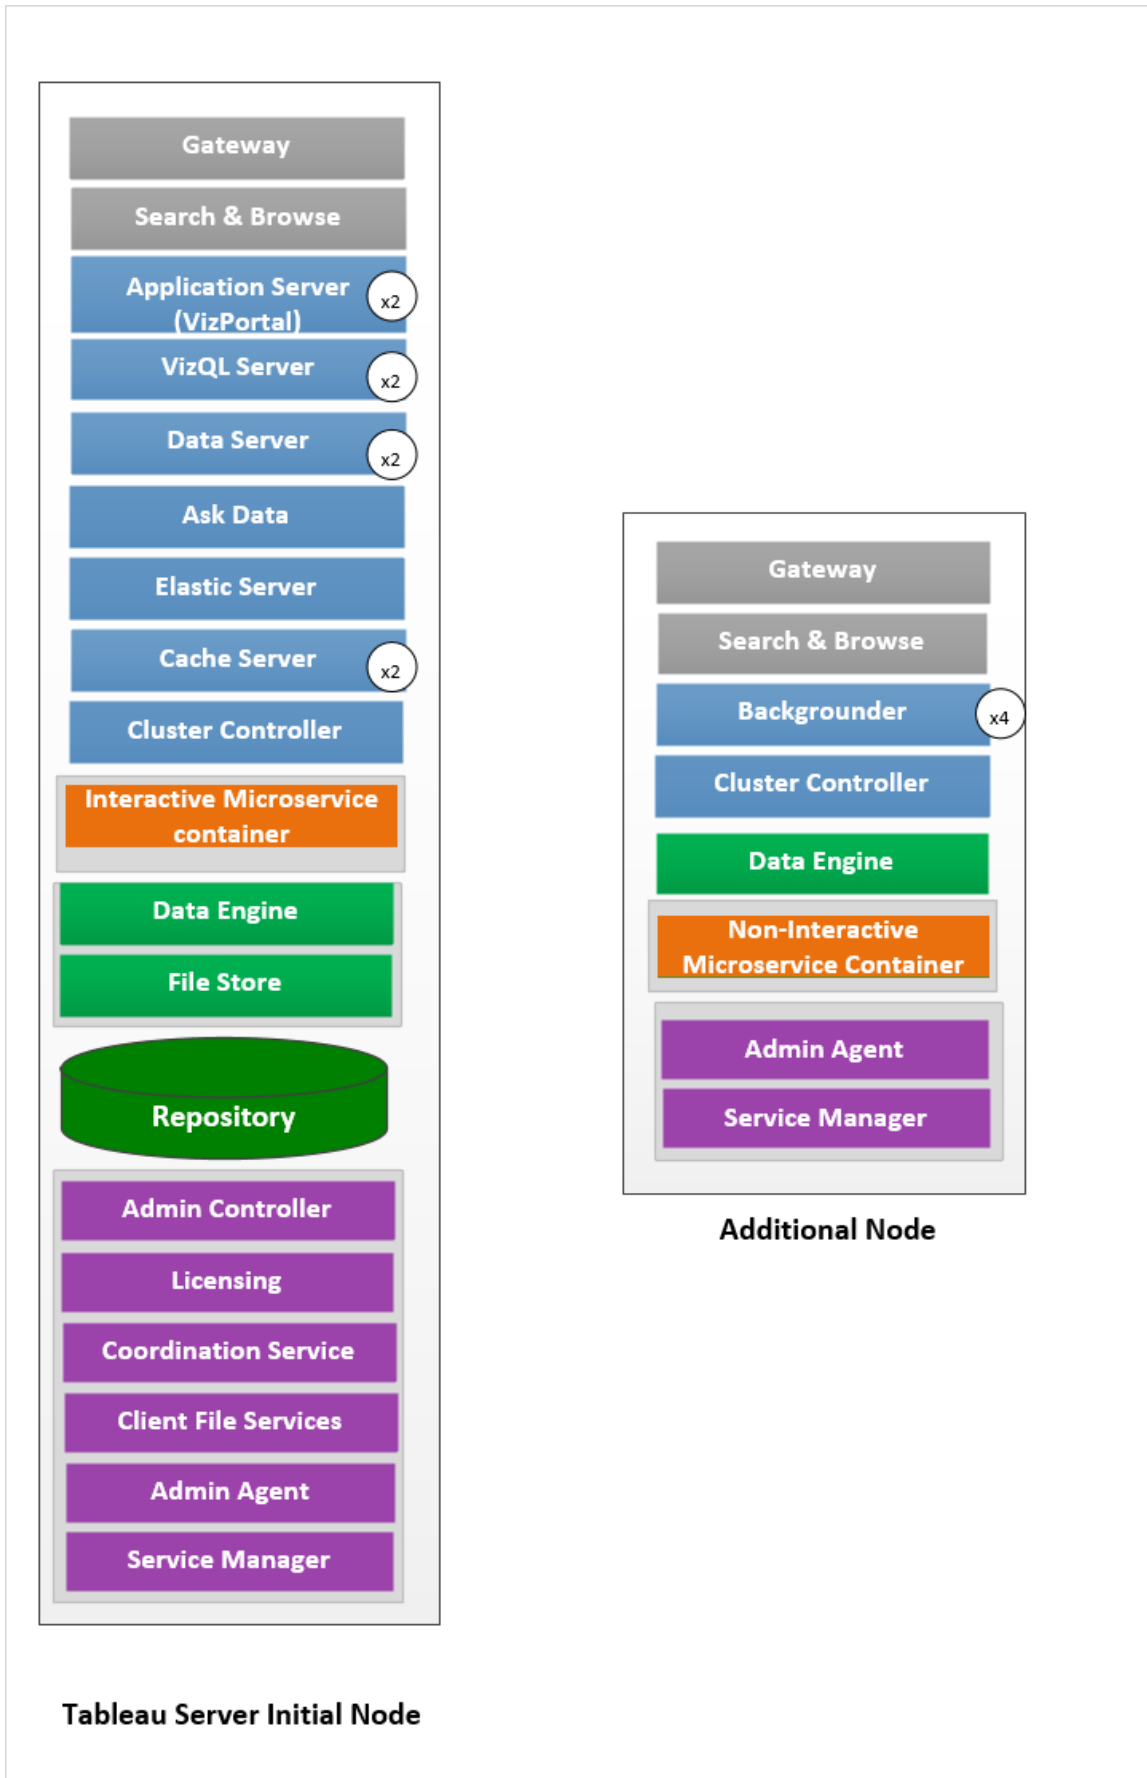 Gateway
Search & Browse
Application Server
(VizPortal)
x2
VizQL Server
x2
Data Server
x2
Ask Data
Elastic Server
Cache Server
x2
Cluster Controller
Interactive Microservice
container
Data Engine
File Store
Repository
Admin Controller
Licensing
Coordination Service
Client File Services
Admin Agent
Service Manager
Tableau Server Initial Node
Gateway
Search & Browse
Backgrounder
x4
Cluster Controller
Data Engine
Non-Interactive
Microservice Container
Admin Agent
Service Manager
Additional Node